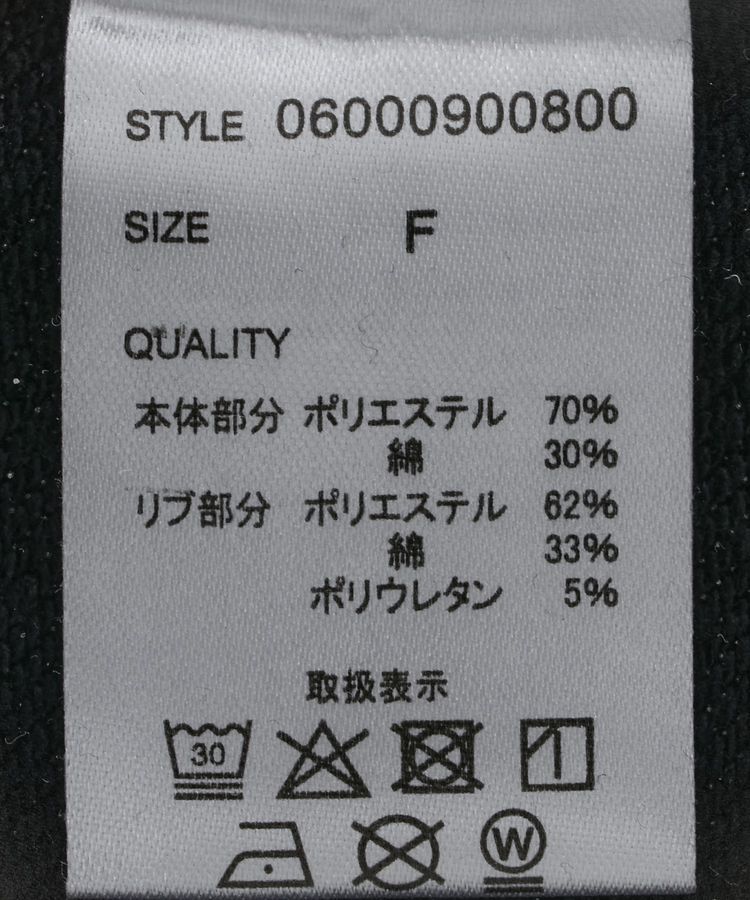 STYLE 06000900800
SIZE F
QUALITY
本体部分 ポリエステル 70%
綿 30%
リブ部分 ポリエステル 62%
綿 33%
ポリウレタン 5%
取扱表示
30
W